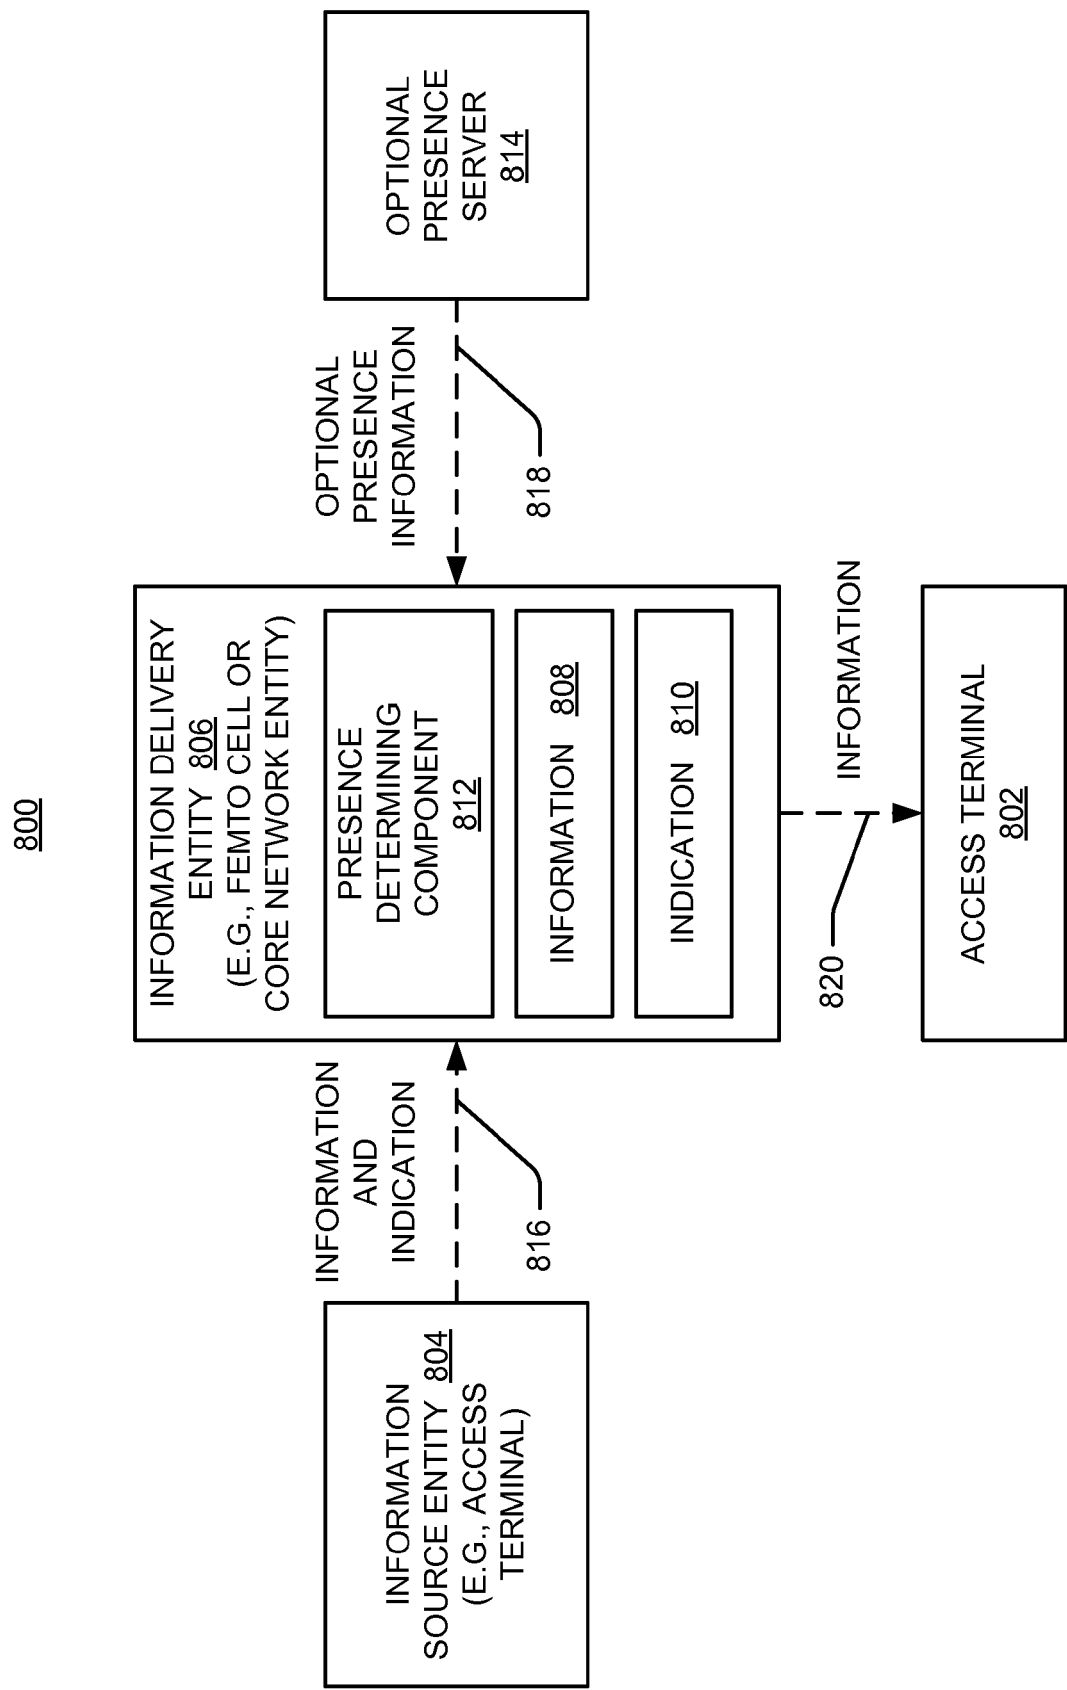 800
INFORMATION DELIVERY
ENTITY 806
(E.G., FEMTO CELL OR
CORE NETWORK ENTITY)
PRESENCE
DETERMINING
COMPONENT
812
INFORMATION 808
INDICATION 810
INFORMATION
AND
INDICATION
816
INFORMATION
SOURCE ENTITY 804
(E.G., ACCESS
TERMINAL)
OPTIONAL
PRESENCE
INFORMATION
818
OPTIONAL
PRESENCE
SERVER
814
820
INFORMATION
ACCESS TERMINAL
802